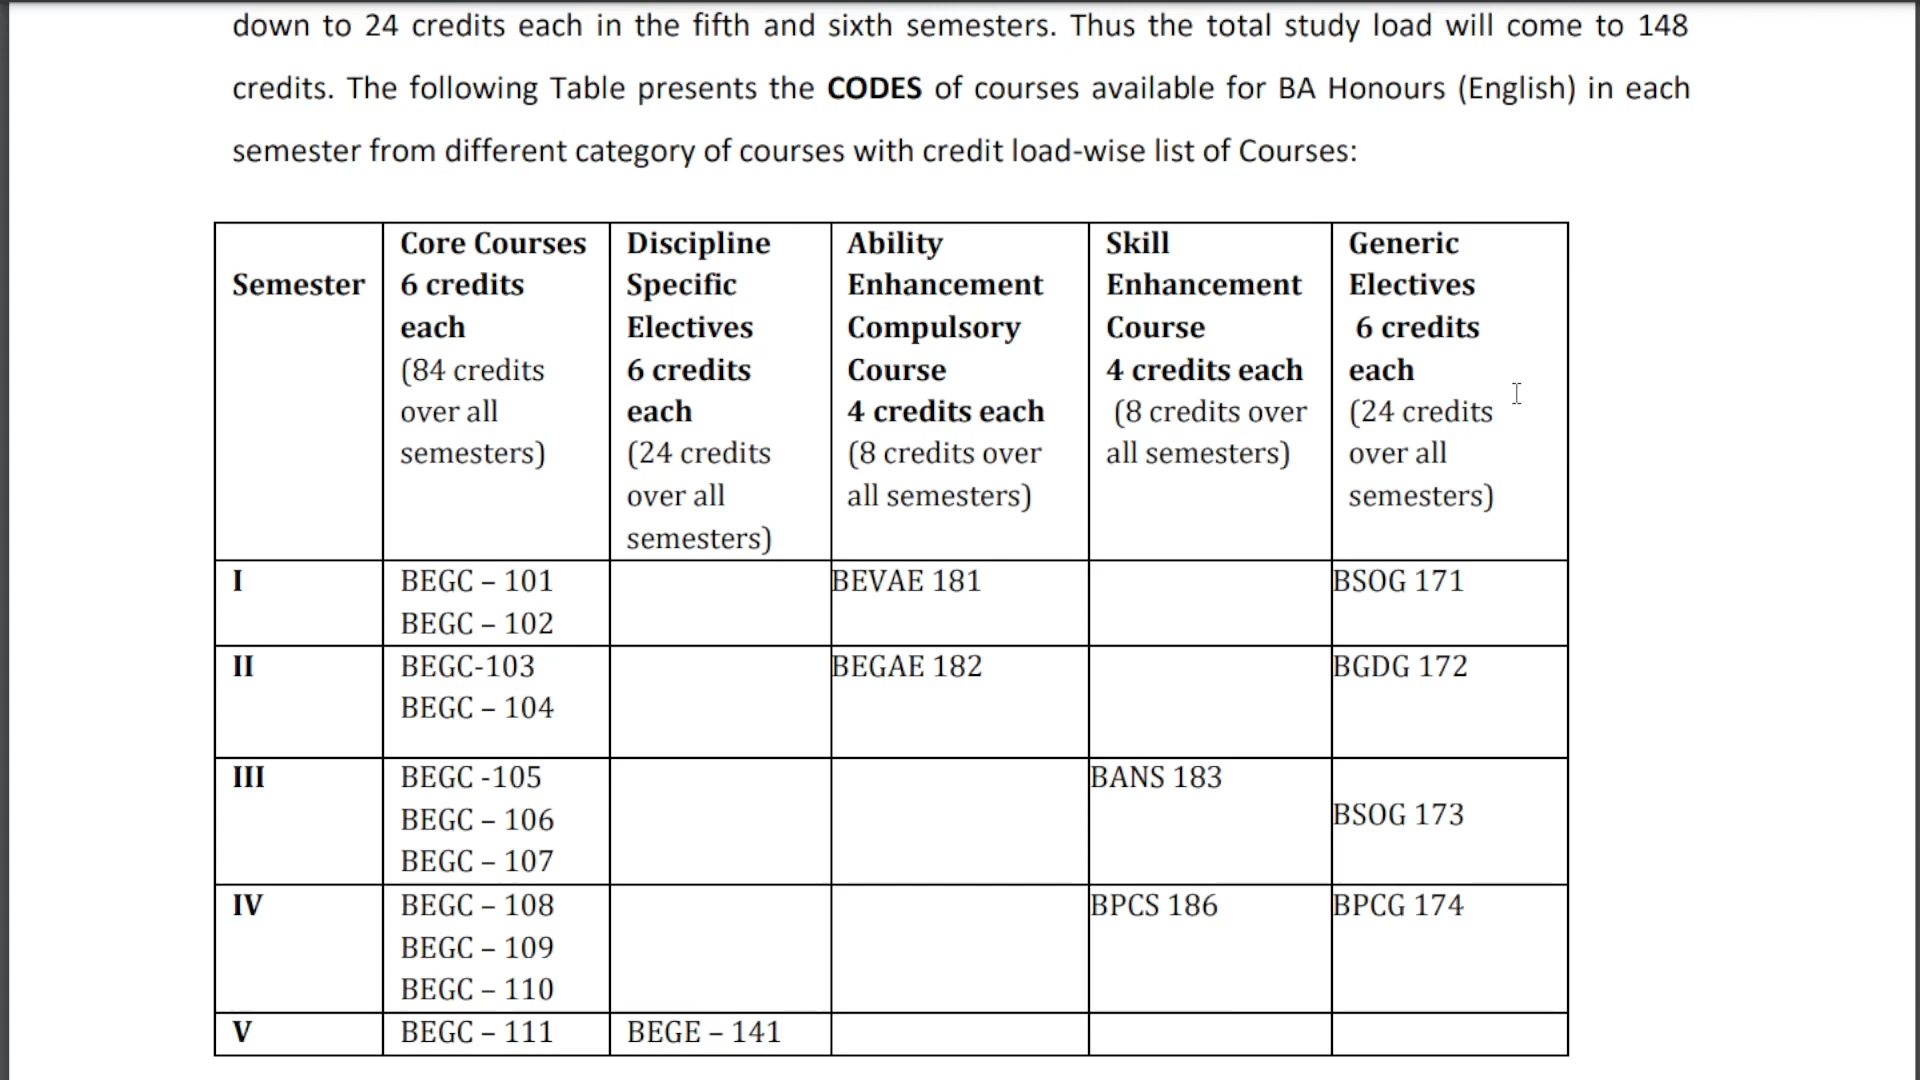 down to 24 credits each in the fifth and sixth semesters. Thus the total study load will come to 148
credits. The following Table presents the CODES of courses available for BA Honours (English) in each
semester from different category of courses with credit load-wise list of Courses:
Semester
Core Courses
6 credits
each
(84 credits
over all
semesters)
Discipline
Specific
Electives
6 credits
each
(24 credits
over all
semesters)
Ability
Enhancement
Compulsory
Course
4 credits each
(8 credits over
all semesters)
Skill
Enhancement
Course
4 credits each
(8 credits over
all semesters)
Generic
Electives
6 credits
each
(24 credits
over all
semesters)
I
BEGC – 101
BEGC – 102
BEVAE 181
BSOG 171
II
BEGC-103
BEGC – 104
BEGAE 182
BGDG 172
III
BEGC -105
BEGC – 106
BEGC – 107
BANS 183
BSOG 173
IV
BEGC – 108
BEGC – 109
BEGC – 110
BPCS 186
BPCG 174
V
BEGC – 111
BEGE – 141